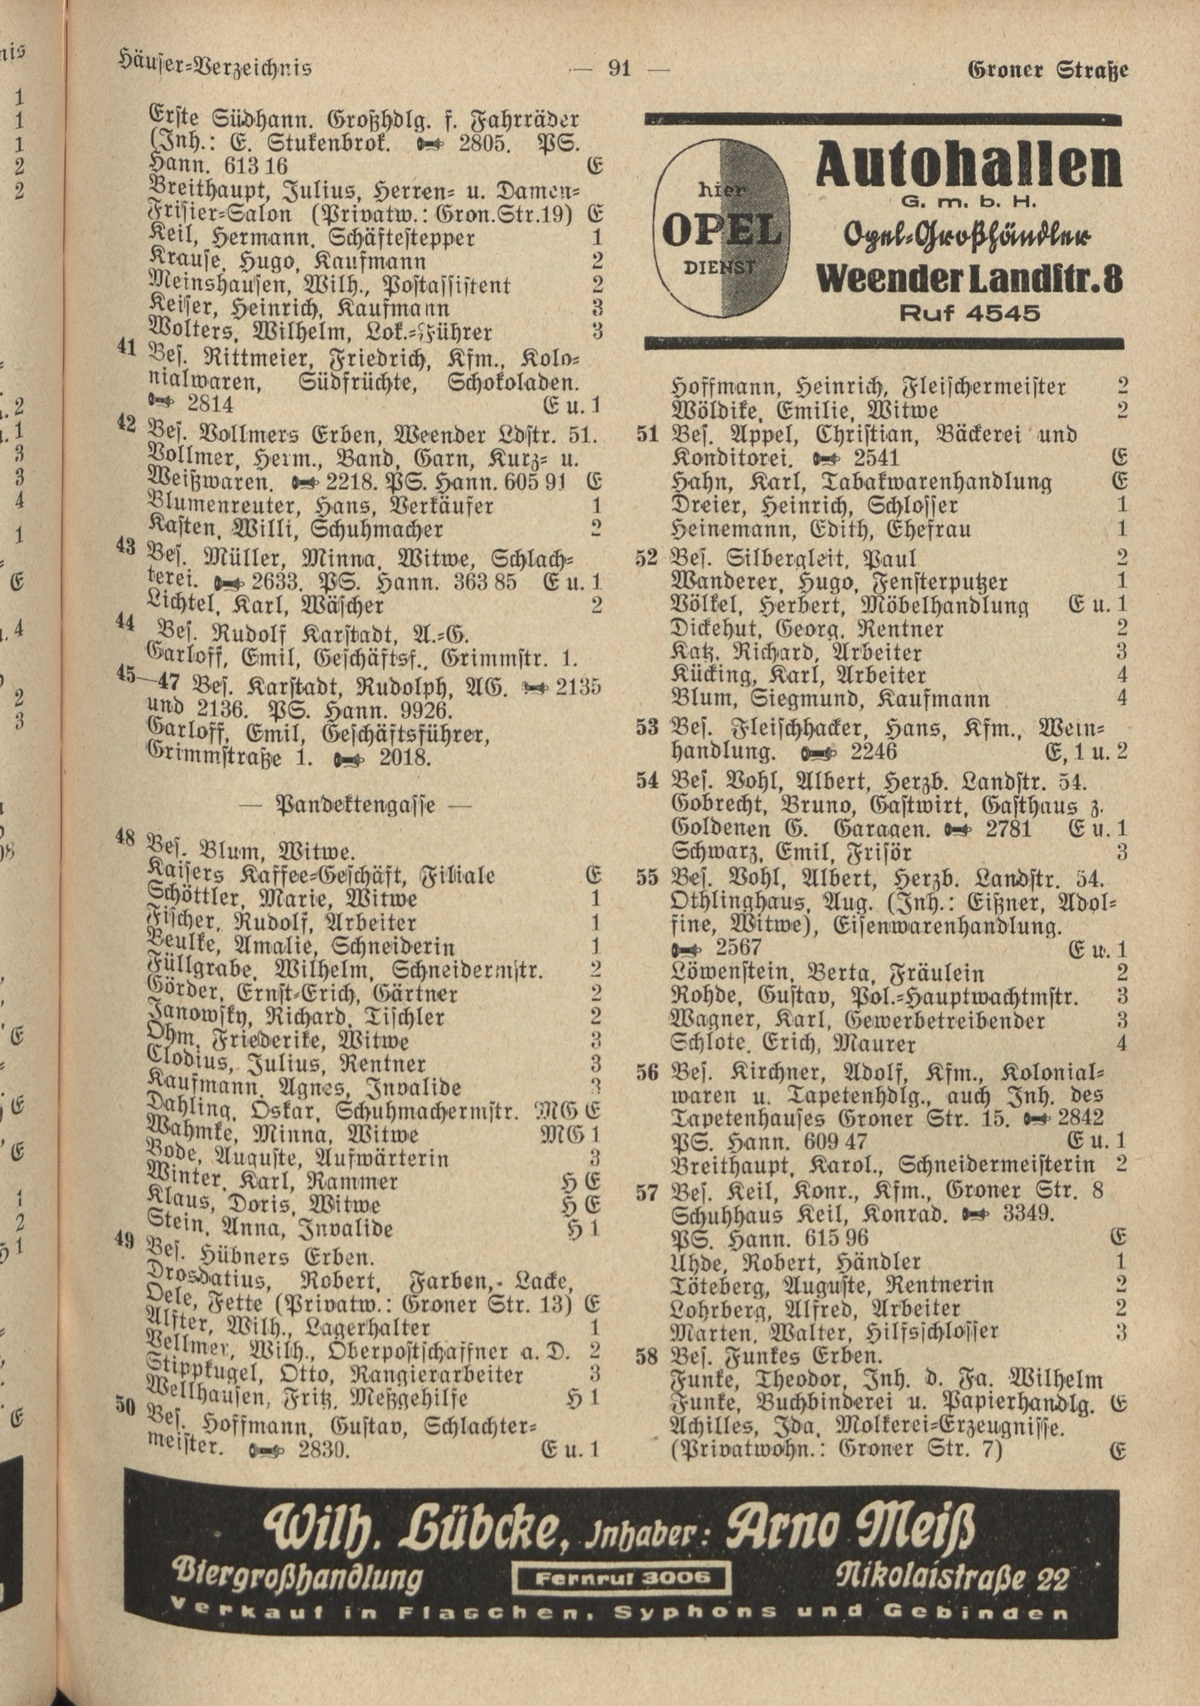 Häuser-Verzeichnis
— 91 —
Groner Straße
Erste Südhann. Großhdlg. f. Fahrräder
(Inh.: E. Stukenbrok. 2805. PS.
Hann. 613 16 E
Breithaupt, Julius, Herren- u. Damen-
Frisier-Salon (Privatw.: Gron.Str.19) E
Keil, Hermann, Schäftestepper 1
Krause, Hugo, Kaufmann 2
Meinshausen, Wilh., Postassistent 2
Keiser, Heinrich, Kaufmann 3
Wolters, Wilhelm, Lok.-Führer 3
41 Bes. Rittmeier, Friedrich, Kfm., Kolo-
nialwaren, Südfrüchte, Schokoladen.
2814 E u. 1
42 Bes. Vollmers Erben, Weender Ldstr. 51.
Vollmer, Herm., Band, Garn, Kurz- u.
Weißwaren. 2218. PS. Hann. 605 91 E
Blumenreuter, Hans, Verkäufer 1
Kasten, Willi, Schuhmacher 2
43 Bes. Müller, Minna, Witwe, Schlach-
terei. 2633. PS. Hann. 363 85 E u. 1
Lichtel, Karl, Wäscher 2
44 Bes. Rudolf Karstadt, A.-G.
Garloff, Emil, Geschäftsf., Grimmstr. 1.
45—47 Bes. Karstadt, Rudolph, AG. 2135
und 2136. PS. Hann. 9926.
Garloff, Emil, Geschäftsführer,
Grimmstraße 1. 2018.
— Pandektengasse —
48 Bes. Blum, Witwe.
Kaisers Kaffee-Geschäft, Filiale E
Schöttler, Marie, Witwe 1
Fischer, Rudolf, Arbeiter 1
Beulke, Amalie, Schneiderin 1
Füllgrabe, Wilhelm, Schneidermstr. 2
Görder, Ernst-Erich, Gärtner 2
Janowsky, Richard, Tischler 2
Ohm, Friederike, Witwe 3
Clodius, Julius, Rentner 3
Kaufmann, Agnes, Invalide 3
Dahling, Oskar, Schuhmachermstr. MG E
Wahmke, Minna, Witwe MG 1
Bode, Auguste, Aufwärterin 3
Winter, Karl, Rammer H E
Klaus, Doris, Witwe H E
Stein, Anna, Invalide H 1
49 Bes. Hübners Erben.
Drosdatius, Robert, Farben,- Lacke,
Oele, Fette (Privatw.: Groner Str. 13) E
Alfter, Wilh., Lagerhalter 1
Vellmer, Wilh., Oberpostschaffner a. D. 2
Stippkugel, Otto, Rangierarbeiter 3
Wellhausen, Fritz, Meßgehilfe H 1
50 Bes. Hoffmann, Gustav, Schlachter-
meister. 2830. E u. 1
hier
OPEL
DIENST
Autohallen
G. m. b. H.
Opel-Großhändler
Weender Landstr. 8
Ruf 4545
Hoffmann, Heinrich, Fleischermeister 2
Wöldike, Emilie, Witwe 2
51 Bes. Appel, Christian, Bäckerei und
Konditorei. 2541 E
Hahn, Karl, Tabakwarenhandlung E
Dreier, Heinrich, Schlosser 1
Heinemann, Edith, Ehefrau 1
52 Bes. Silbergleit, Paul 2
Wanderer, Hugo, Fensterputzer 1
Völkel, Herbert, Möbelhandlung E u. 1
Dickehut, Georg, Rentner 2
Katz, Richard, Arbeiter 3
Kücking, Karl, Arbeiter 4
Blum, Siegmund, Kaufmann 4
53 Bes. Fleischhacker, Hans, Kfm., Wein-
handlung. 2246 E, 1 u. 2
54 Bes. Vohl, Albert, Herzb. Landstr. 54.
Gobrecht, Bruno, Gastwirt, Gasthaus z.
Goldenen G. Garagen. 2781 E u. 1
Schwarz, Emil, Frisör 3
55 Bes. Vohl, Albert, Herzb. Landstr. 54.
Othlinghaus, Aug. (Inh.: Eißner, Adol-
fine, Witwe), Eisenwarenhandlung.
2567 E u. 1
Löwenstein, Berta, Fräulein 2
Rohde, Gustav, Pol.-Hauptwachtmstr. 3
Wagner, Karl, Gewerbetreibender 3
Schlote, Erich, Maurer 4
56 Bes. Kirchner, Adolf, Kfm., Kolonial-
waren u. Tapetenhdlg., auch Inh. des
Tapetenhauses Groner Str. 15. 2842
PS. Hann. 609 47 E u. 1
Breithaupt, Karol., Schneidermeisterin 2
57 Bes. Keil, Konr., Kfm., Groner Str. 8
Schuhhaus Keil, Konrad. 3349.
PS. Hann. 615 96 E
Uhde, Robert, Händler 1
Töteberg, Auguste, Rentnerin 2
Lohrberg, Alfred, Arbeiter 2
Marten, Walter, Hilfsschlosser 3
58 Bes. Funkes Erben.
Funke, Theodor, Inh. d. Fa. Wilhelm
Funke, Buchbinderei u. Papierhandlg. E
Achilles, Ida, Molkerei-Erzeugnisse.
(Privatwohn.: Groner Str. 7) E
Wilh. Lübcke, Inhaber: Arno Meiß
Biergroßhandlung Fernruf 3006 Nikolaistraße 22
Verkauf in Flaschen, Syphons und Gebinden